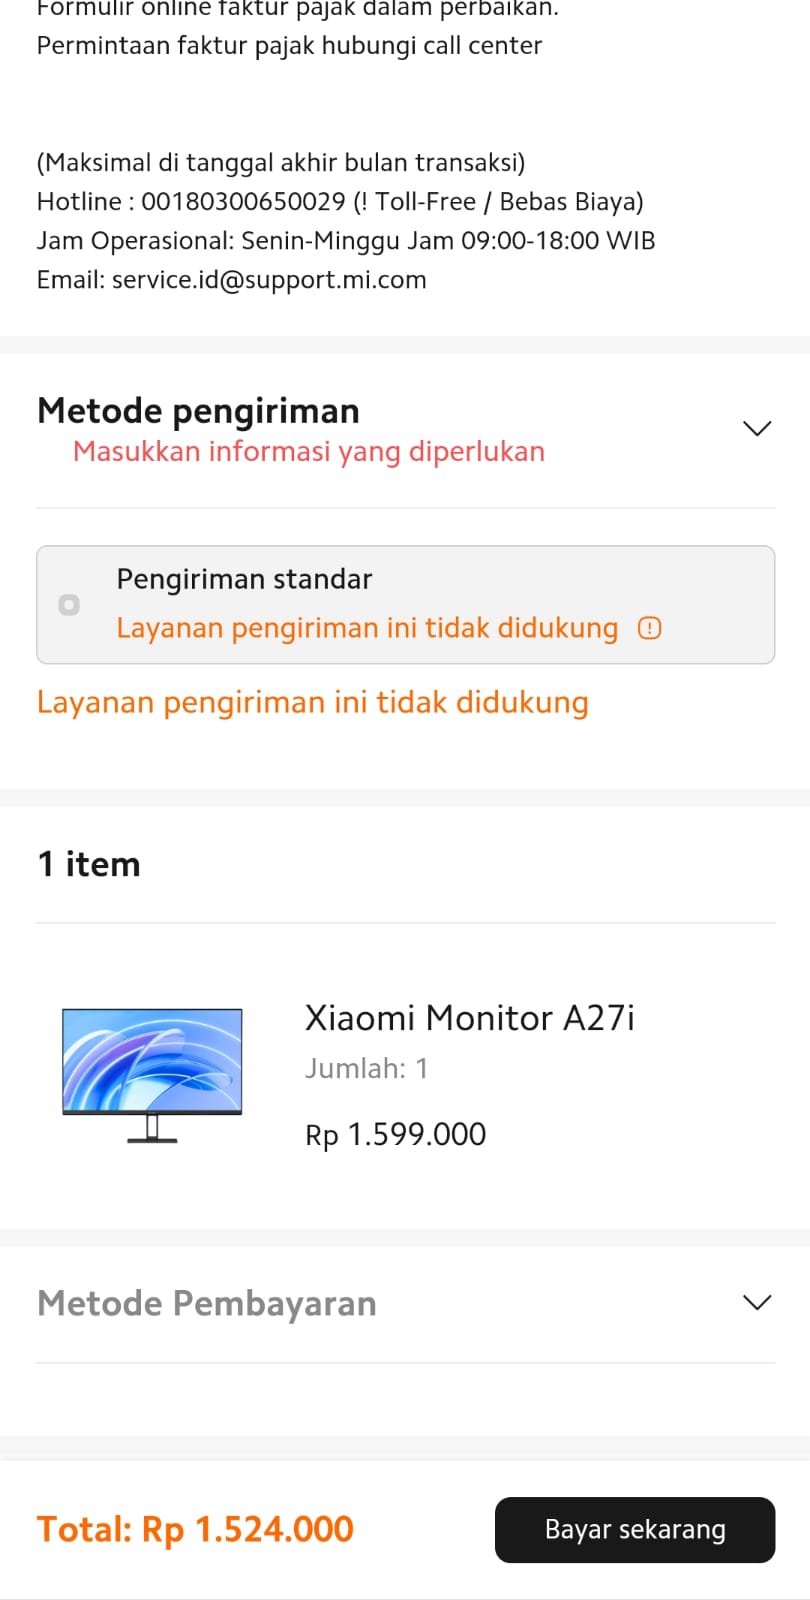 Formulir online faktur pajak dalam perbaikan.
Permintaan faktur pajak hubungi call center
(Maksimal di tanggal akhir bulan transaksi)
Hotline : 00180300650029 (! Toll-Free / Bebas Biaya)
Jam Operasional: Senin-Minggu Jam 09:00-18:00 WIB
Email: service.id@support.mi.com
Metode pengiriman
Masukkan informasi yang diperlukan
Pengiriman standar
Layanan pengiriman ini tidak didukung
Layanan pengiriman ini tidak didukung
1 item
Xiaomi Monitor A27i
Jumlah: 1
Rp 1.599.000
Metode Pembayaran
Total: Rp 1.524.000
Bayar sekarang